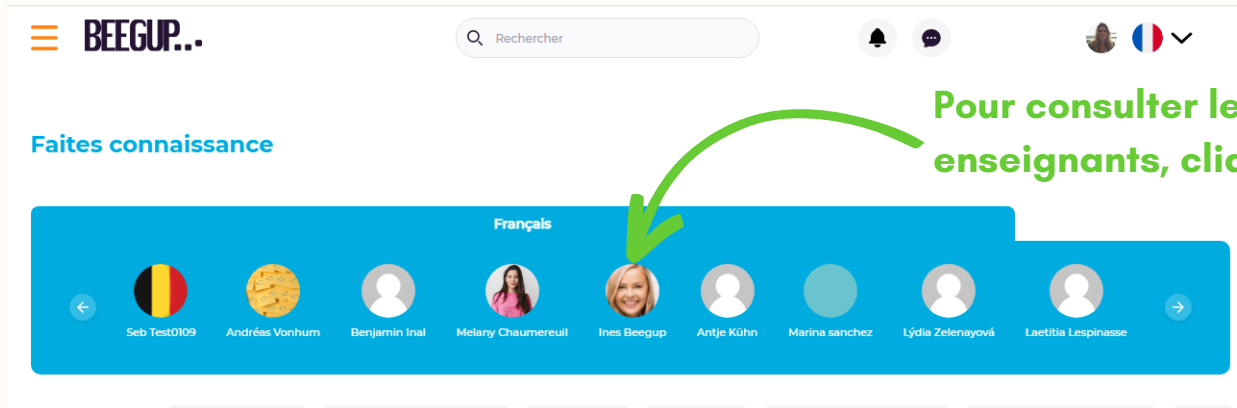 BEEGUP...
Rechercher
Pour consulter le
enseignants, clic
Faites connaissance
Français
Seb Test0109
Andréas Vonhum
Benjamin Inal
Melany Chaumereuil
Ines Beegup
Antje Kühn
Marina sanchez
Lýdia Zelenayová
Laetitia Lespinasse